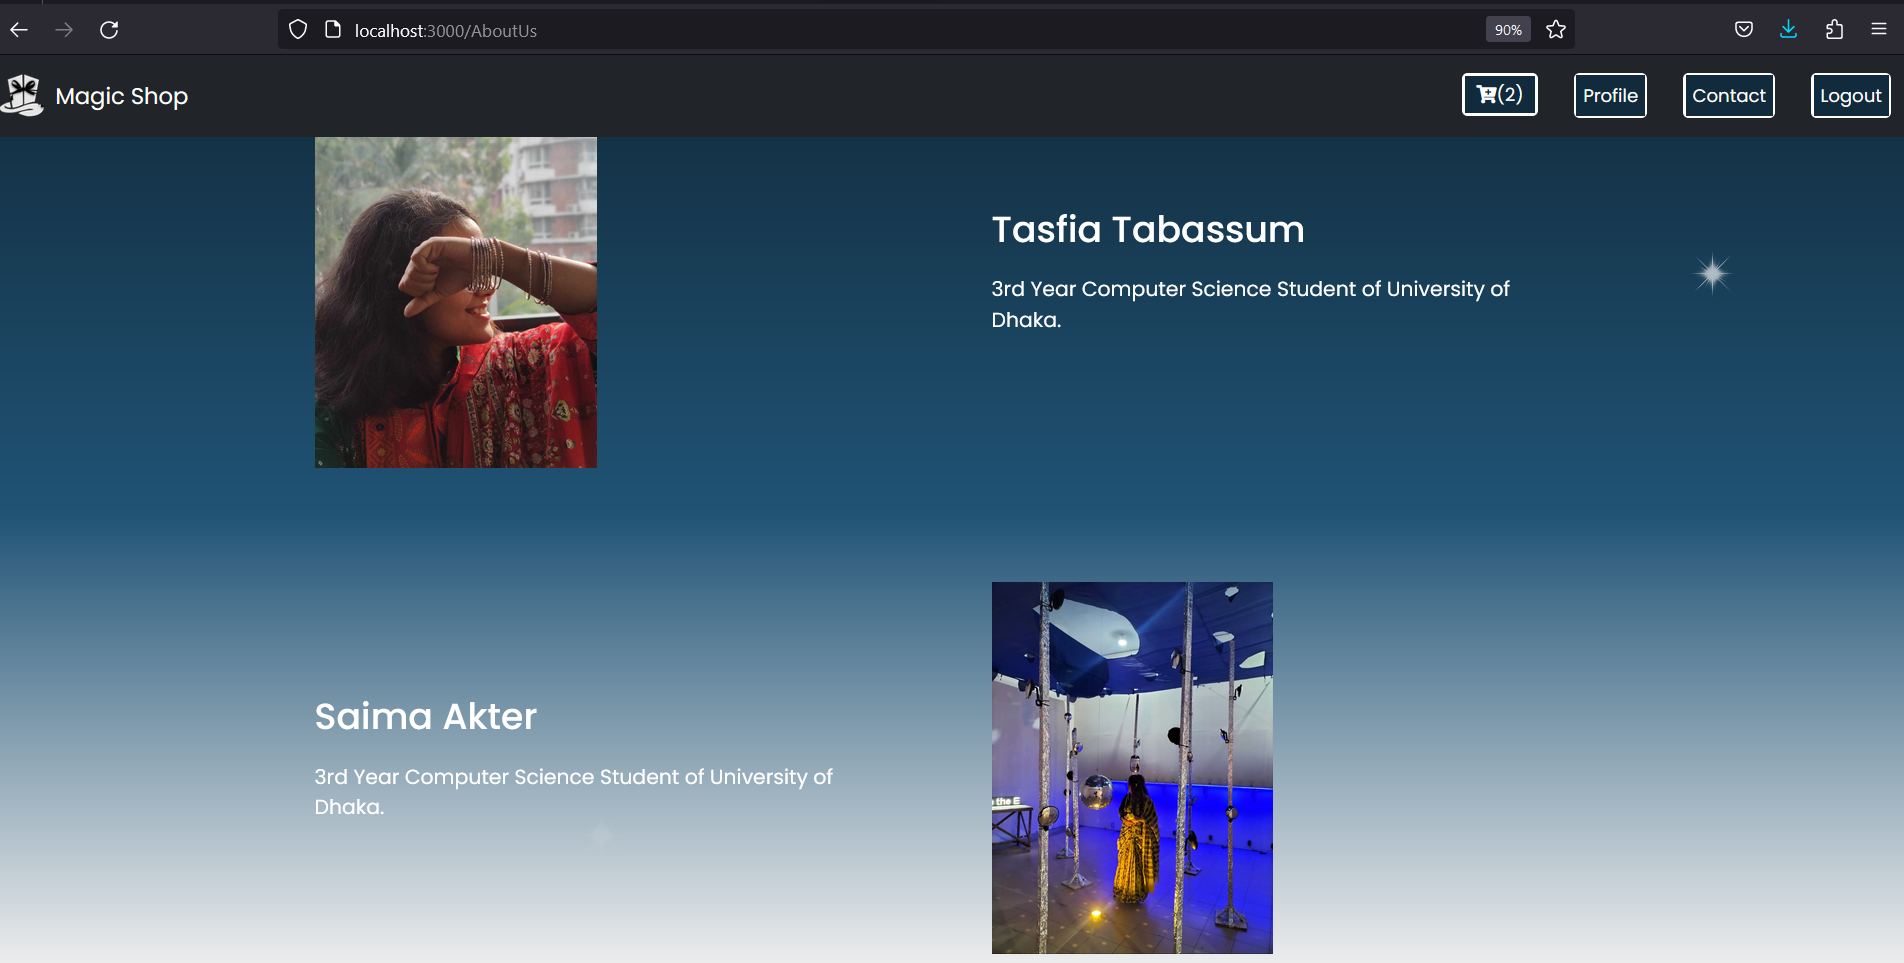 localhost:3000/AboutUs
90%
Magic Shop
(2)
Profile
Contact
Logout
Tasfia Tabassum
3rd Year Computer Science Student of University of
Dhaka.
Saima Akter
3rd Year Computer Science Student of University of
Dhaka.
the E